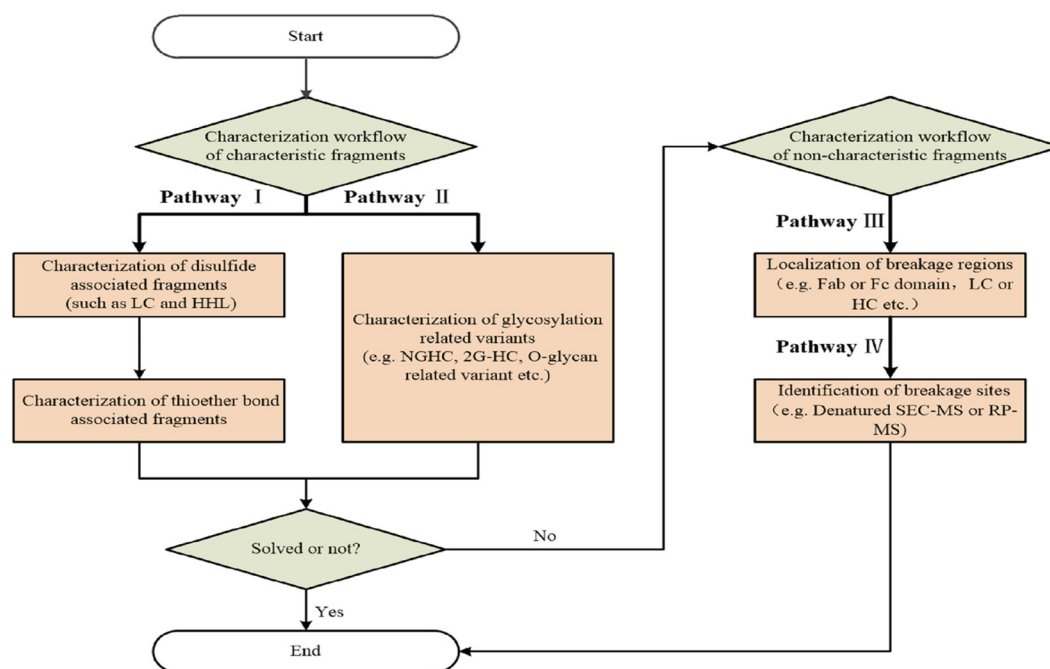 Start
Characterization workflow
of characteristic fragments
Pathway Ⅰ
Pathway Ⅱ
Characterization of disulfide
associated fragments
(such as LC and HHL)
Characterization of thioether bond
associated fragments
Characterization of glycosylation
related variants
(e.g. NGHC, 2G-HC, O-glycan
related variant etc.)
Solved or not?
No
Yes
End
Characterization workflow
of non-characteristic fragments
Pathway Ⅲ
Localization of breakage regions
（e.g. Fab or Fc domain，LC or
HC etc.）
Pathway Ⅳ
Identification of breakage sites
（e.g. Denatured SEC-MS or RP-
MS)